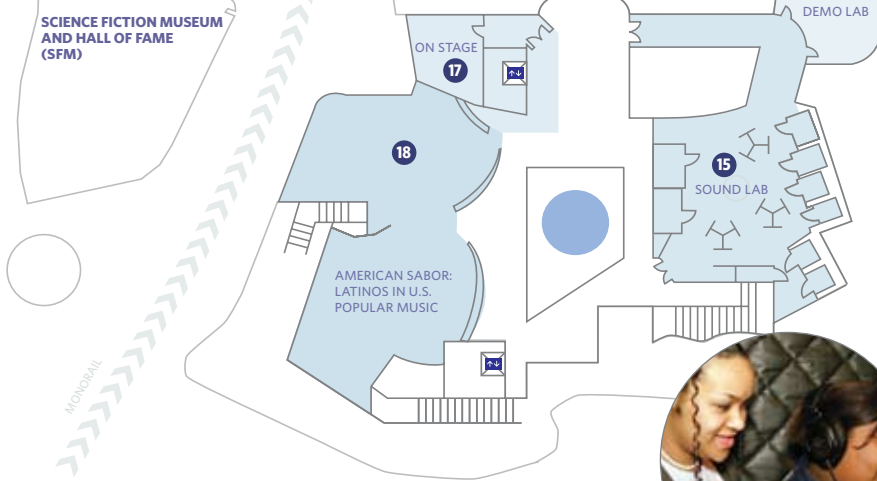 SCIENCE FICTION MUSEUM
AND HALL OF FAME
(SFM)
DEMO LAB
ON STAGE
17
18
15
SOUND LAB
AMERICAN SABOR:
LATINOS IN U.S.
POPULAR MUSIC
MONORAIL